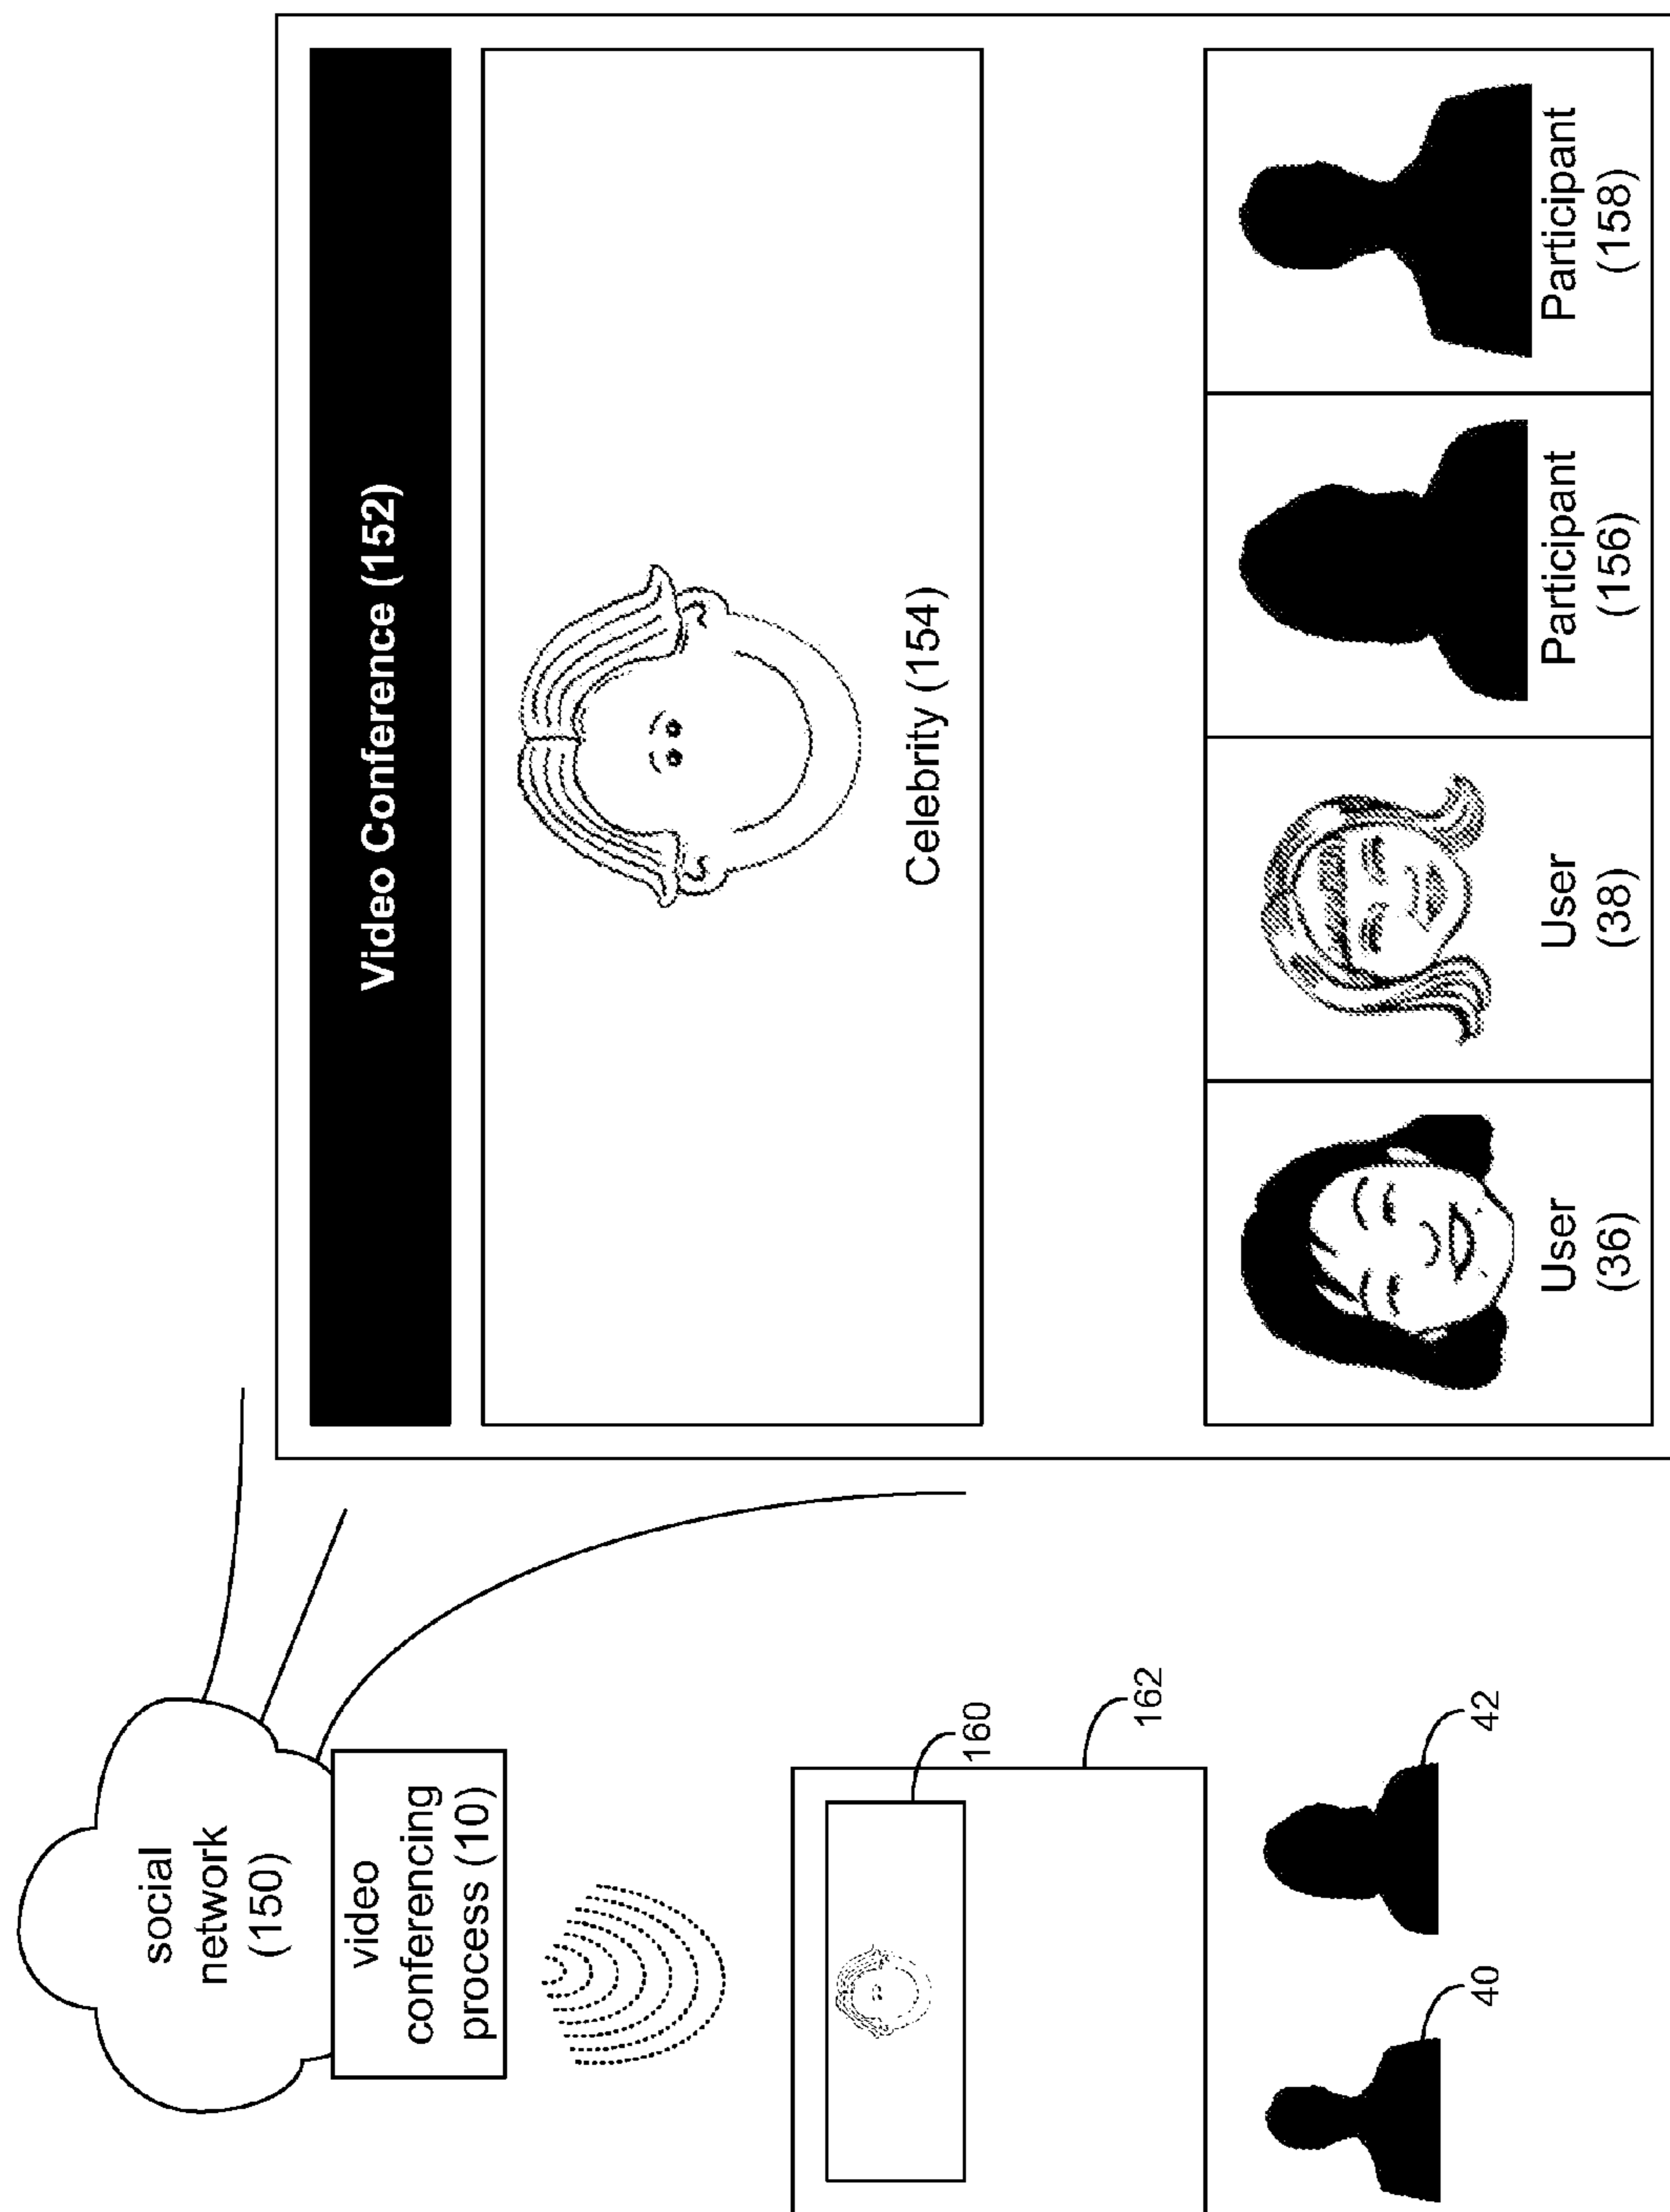 social
network
(150)
video
conferencing
process (10)
160
162
40
42
Video Conference (152)
Celebrity (154)
User
(36)
User
(38)
Participant
(156)
Participant
(158)